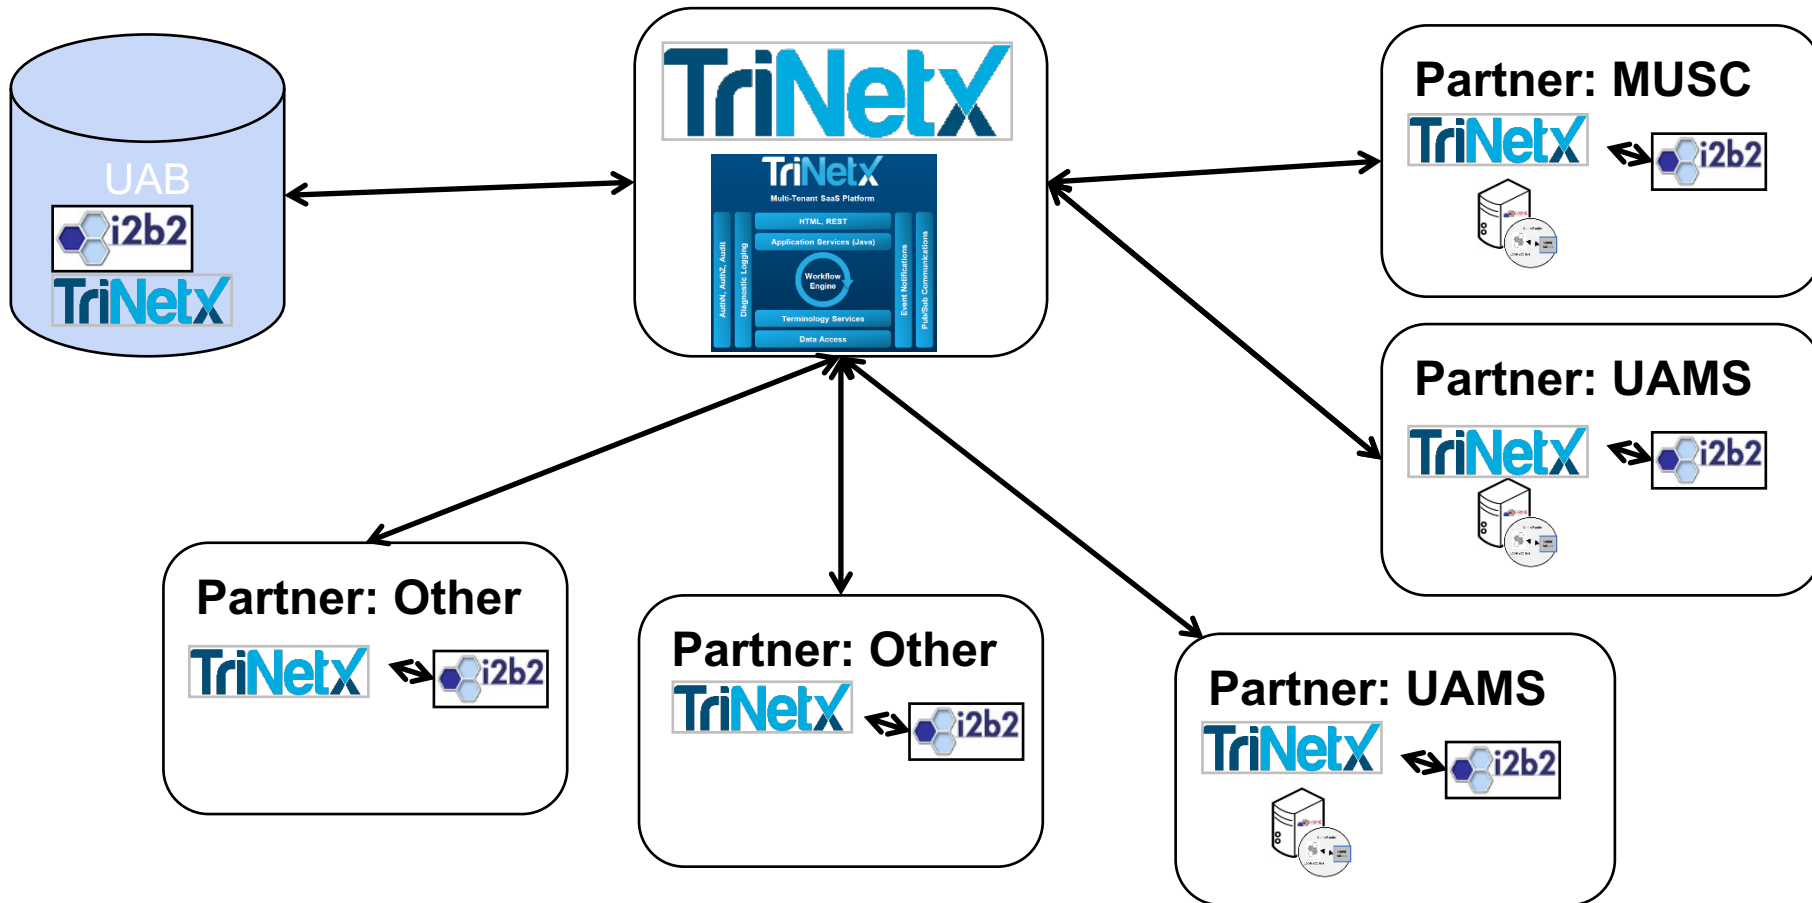 UAB
i2b2
TriNetX
TriNetX
TriNetX
Multi-Tenant SaaS Platform
AuthN, AuthZ, Audit
Diagnostic Logging
HTML, REST
Application Services (Java)
Workflow
Engine
Terminology Services
Data Access
Event Notifications
Pub/Sub Communications
Partner: MUSC
TriNetX
i2b2
Partner: UAMS
TriNetX
i2b2
Partner: Other
TriNetX
i2b2
Partner: Other
TriNetX
i2b2
Partner: UAMS
TriNetX
i2b2